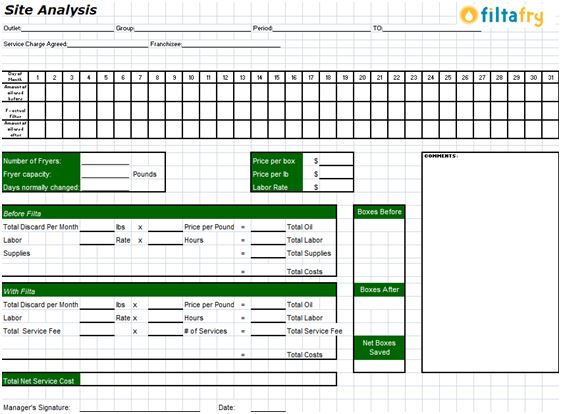 Site Analysis
filtafry
Outlet: Group: Period: TO:
Service Charge Agreed: Franchizee:
Day of Month 1 2 3 4 5 6 7 8 9 10 11 12 13 14 15 16 17 18 19 20 21 22 23 24 25 26 27 28 29 30 31
Amount of oil used before
F - actual Filter
Amount of oil used after
Number of Fryers: Price per box $ COMMENTS:
Fryer capacity: Pounds Price per lb $
Days normally changed: Labor Rate $
Before Filta Boxes Before
Total Discard Per Month lbs x Price per Pound = Total Oil
Labor Rate x Hours = Total Labor
Supplies = Total Supplies
= Total Costs
With Filta Boxes After
Total Discard per Month lbs x Price per Pound = Total Oil
Labor Rate x Hours = Total Labor
Total Service Fee x # of Services = Total Service Fee
Net Boxes Saved
= Total Costs
Total Net Service Cost
Manager's Signature: Date: